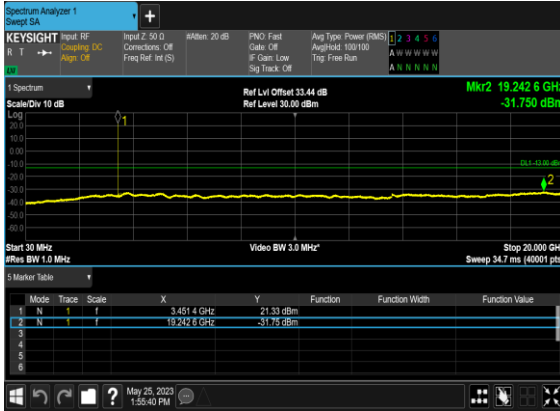 Spectrum Analyzer 1
Swept SA
+
KEYSIGHT Input: RF Input Z: 50 Ω #Atten: 20 dB PNO: Fast Avg Type: Power (RMS) 1 2 3 4 5 6
R T Coupling: DC Corrections: Off Gate: Off Avg|Hold: 100/100 A W W W W W
Align: Off Freq Ref: Int (S) IF Gain: Low Trig: Free Run
Sig Track: Off A N N N N N
1 Spectrum Ref Lvl Offset 33.44 dB Mkr2 19.242 6 GHz
Scale/Div 10 dB Ref Level 30.00 dBm -31.750 dBm
Log
20.0
10.0
0.00
-10.0
-20.0
-30.0
-40.0
-50.0
-60.0
1
DL1 -13.00 dBm
2
Start 30 MHz Video BW 3.0 MHz* Stop 20.000 GH
#Res BW 1.0 MHz Sweep 34.7 ms (40001 pts
5 Marker Table
Mode Trace Scale X Y Function Function Width Function Value
1 N 1 f 3.451 4 GHz 21.33 dBm
2 N 1 f 19.242 6 GHz -31.75 dBm
3
4
5
6
? May 25, 2023
1:55:40 PM